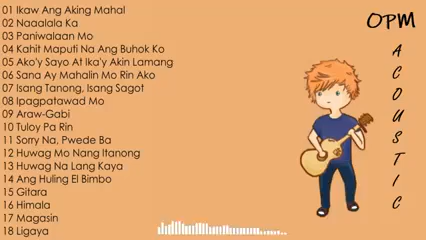 01 Ikaw Ang Aking Mahal
02 Naaalala Ka
03 Paniwalaan Mo
04 Kahit Maputi Na Ang Buhok Ko
05 Ako'y Sayo At Ika'y Akin Lamang
06 Sana Ay Mahalin Mo Rin Ako
07 Isang Tanong, Isang Sagot
08 Ipagpatawad Mo
09 Araw-Gabi
10 Tuloy Pa Rin
11 Sorry Na, Pwede Ba
12 Huwag Mo Nang Itanong
13 Huwag Na Lang Kaya
14 Ang Huling El Bimbo
15 Gitara
16 Himala
17 Magasin
18 Ligaya
OPM
ACOUSTIC